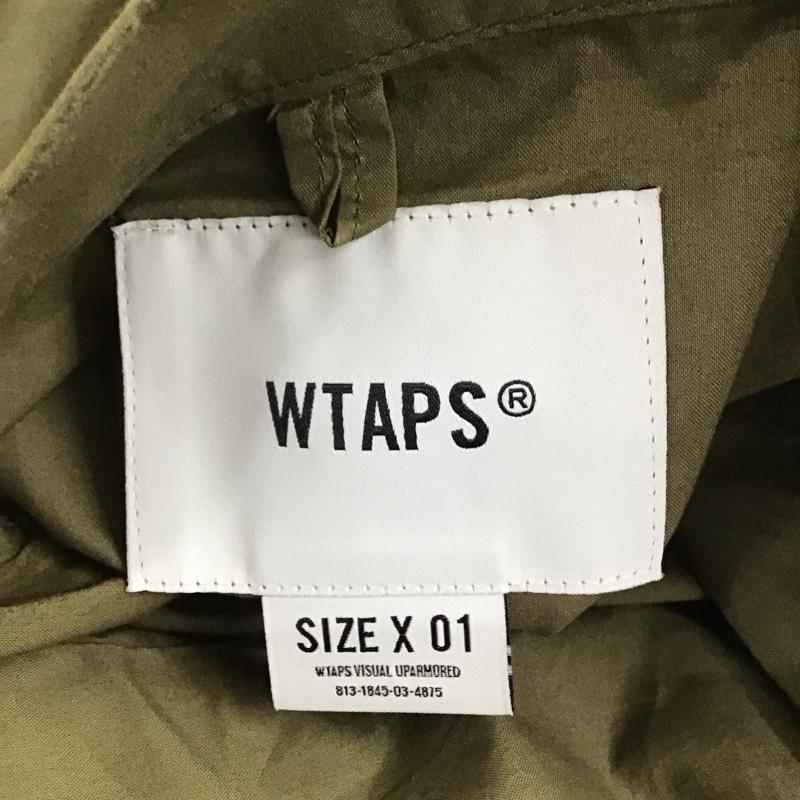 WTAPS®
SIZE X 01
WTAPS VISUAL UPARMORED
813-1845-03-4875